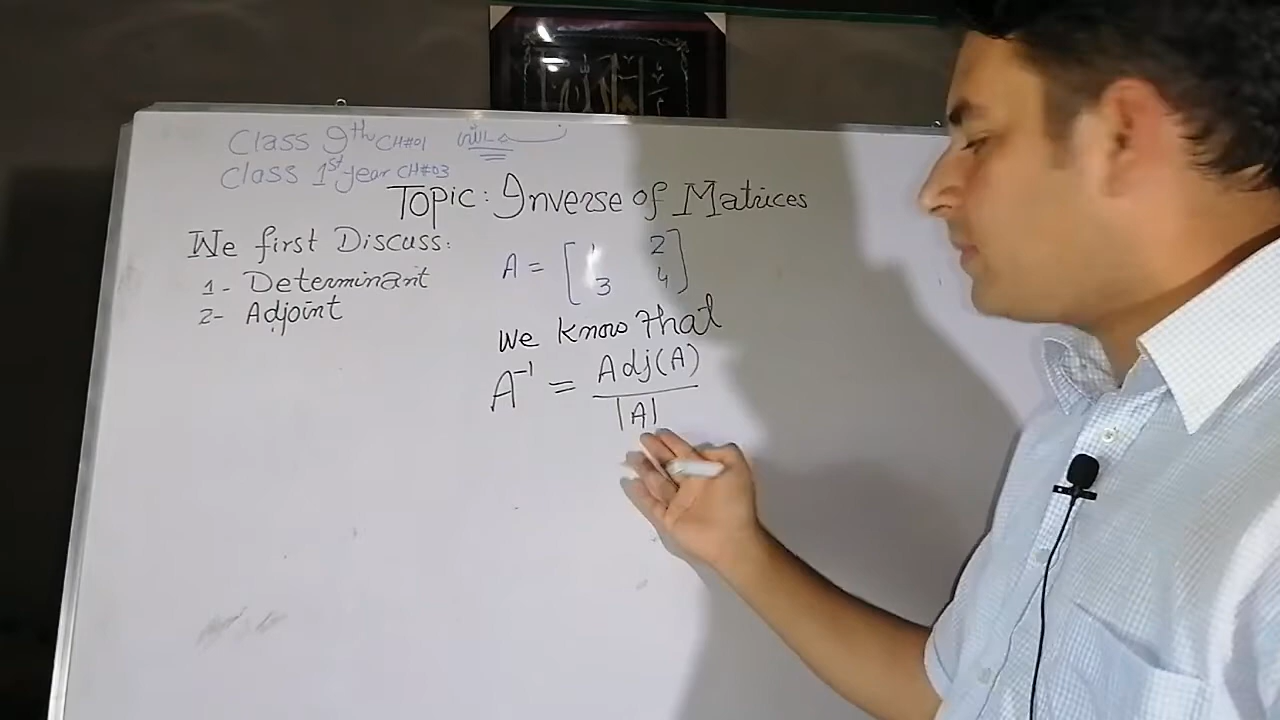 Class 9th CH#01
Class 1st year CH#03
Topic: Inverse of Matrices
We first Discuss:
1- Determinant
2- Adjoint
A = [1 2
3 4]
We know that
A⁻¹ = Adj(A)
|A|